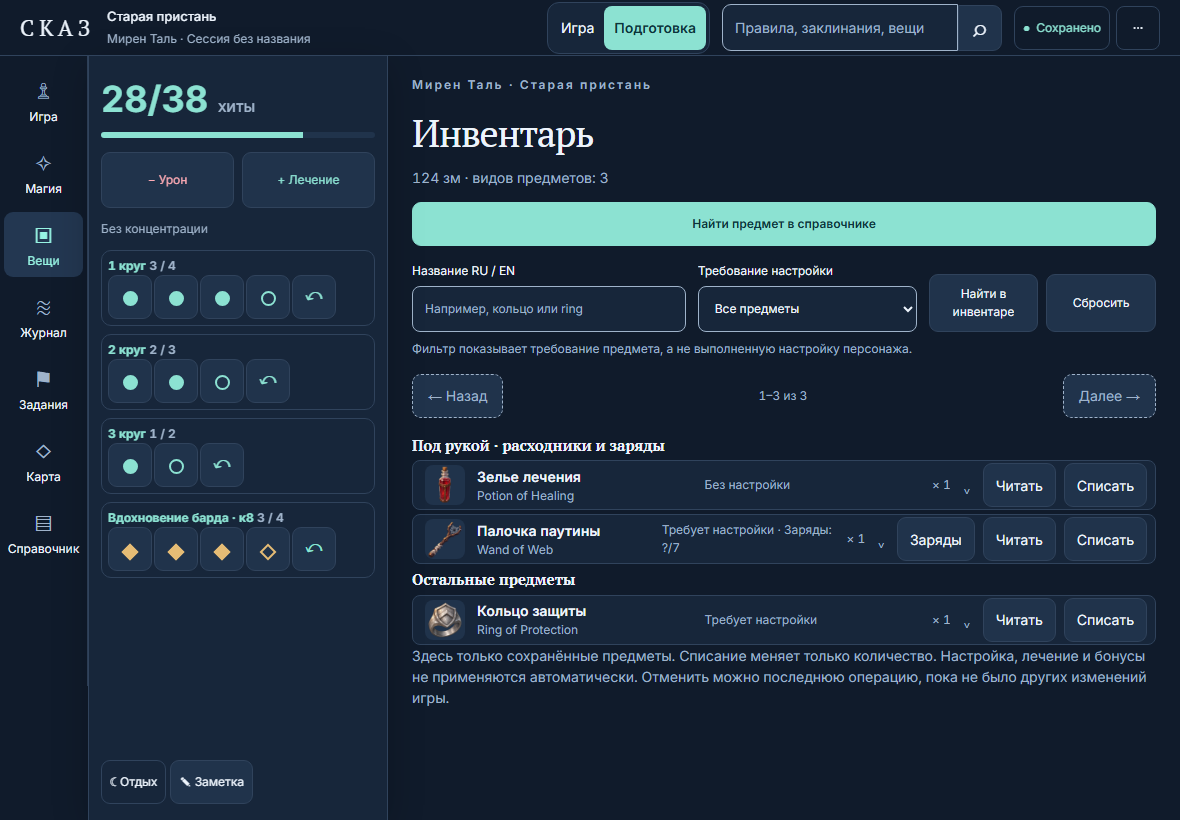 СКАЗ
Старая пристань
Мирен Таль · Сессия без названия
Игра
Подготовка
Правила, заклинания, вещи
Сохранено
Игра
Магия
Вещи
Журнал
Задания
Карта
Справочник
28/38 хиты
− Урон
+ Лечение
Без концентрации
1 круг 3 / 4
2 круг 2 / 3
3 круг 1 / 2
Вдохновение барда · к8 3 / 4
Отдых
Заметка
Мирен Таль · Старая пристань
Инвентарь
124 зм · видов предметов: 3
Найти предмет в справочнике
Название RU / EN
Требование настройки
Например, кольцо или ring
Все предметы
Найти в
инвентаре
Сбросить
Фильтр показывает требование предмета, а не выполненную настройку персонажа.
← Назад
1–3 из 3
Далее →
Под рукой · расходники и заряды
Зелье лечения
Potion of Healing
Без настройки
× 1
Читать
Списать
Палочка паутины
Wand of Web
Требует настройки · Заряды:
?/7
× 1
Заряды
Читать
Списать
Остальные предметы
Кольцо защиты
Ring of Protection
Требует настройки
× 1
Читать
Списать
Здесь только сохранённые предметы. Списание меняет только количество. Настройка, лечение и бонусы
не применяются автоматически. Отменить можно последнюю операцию, пока не было других изменений
игры.